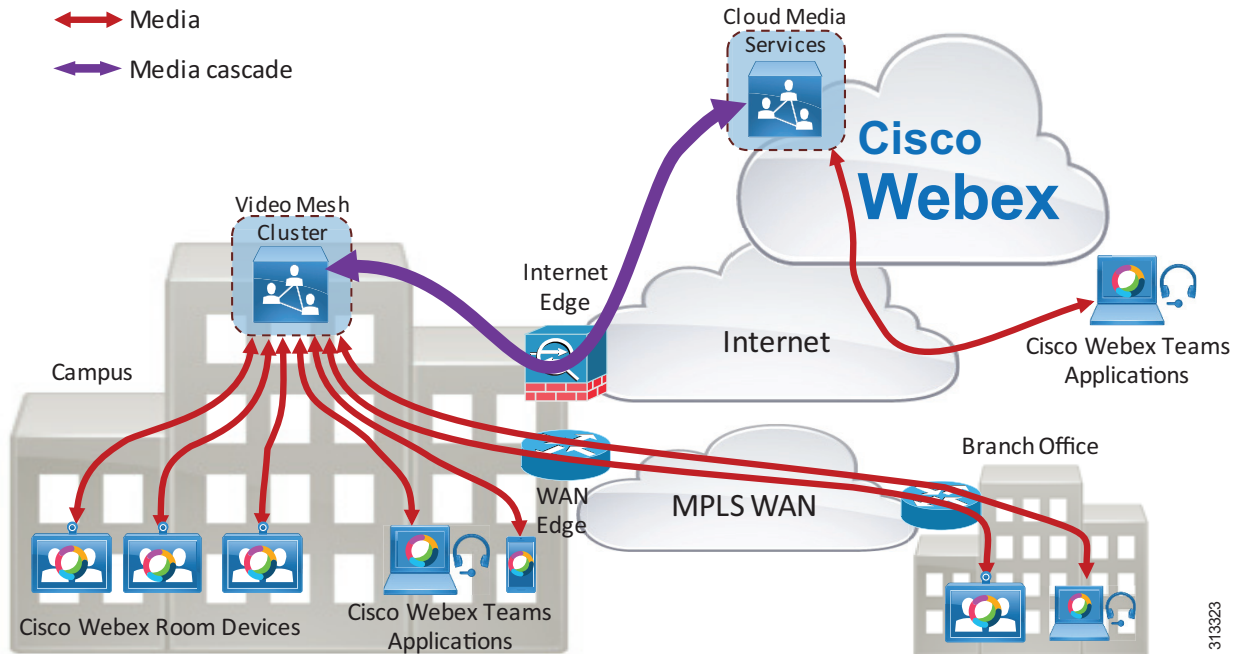 Media
Media cascade
Cloud Media
Services
Cisco
Webex
Video Mesh
Cluster
Internet
Edge
Internet
Cisco Webex Teams
Applications
Campus
Branch Office
WAN
Edge
MPLS WAN
Cisco Webex Room Devices
Cisco Webex Teams
Applications
313323